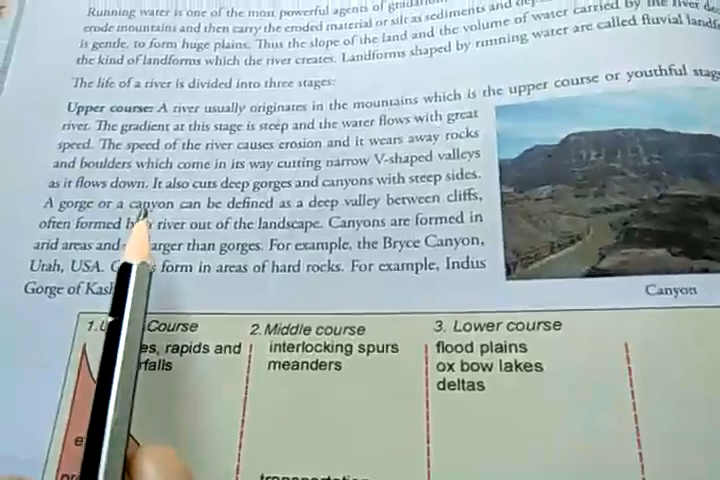 Running water is one of the most powerful agents of
erode mountains and then carry the eroded material or silt as sediments and
is gentle, to form huge plains. Thus the slope of the land and the volume of water carried by the river
the kind of landforms which the river creates. Landforms shaped by running water are called fluvial
The life of a river is divided into three stages:
Upper course: A river usually originates in the mountains which is the upper course or youthful
river. The gradient at this stage is steep and the water flows with great
speed. The speed of the river causes erosion and it wears away rocks
and boulders which come in its way cutting narrow V-shaped valleys
as it flows down. It also cuts deep gorges and canyons with steep sides.
A gorge or a canyon can be defined as a deep valley between cliffs,
often formed river out of the landscape. Canyons are formed in
arid areas and larger than gorges. For example, the Bryce Canyon,
Utah, USA. form in areas of hard rocks. For example, Indus
Gorge of
Canyon
1. Course 2. Middle course 3. Lower course
rapids and interlocking spurs flood plains
meanders ox bow lakes
deltas